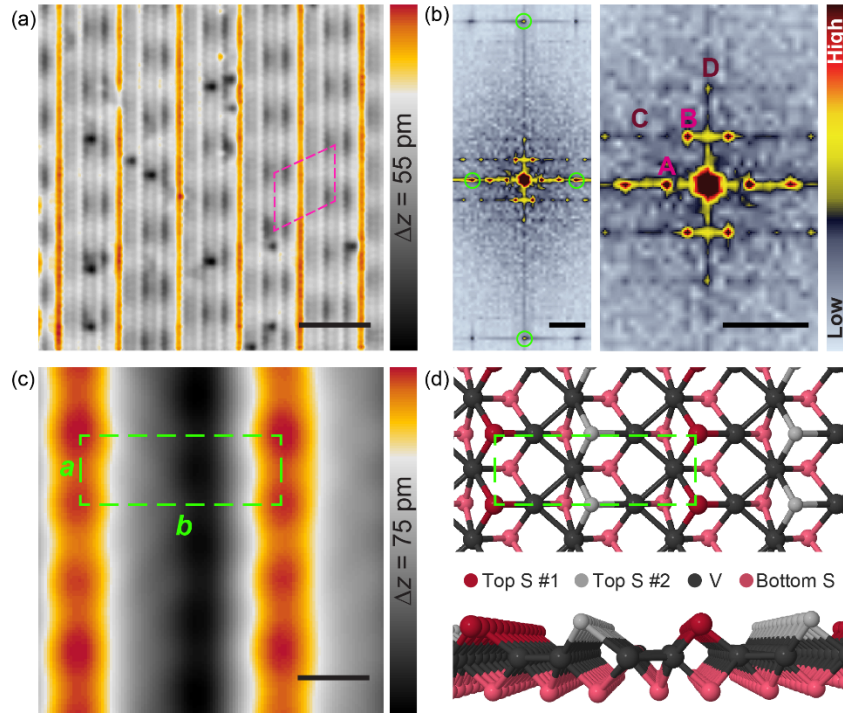 (a)
Δz = 55 pm
(b)
A
B
C
D
High
Low
(c)
a
b
Δz = 75 pm
(d)
Top S #1
Top S #2
V
Bottom S